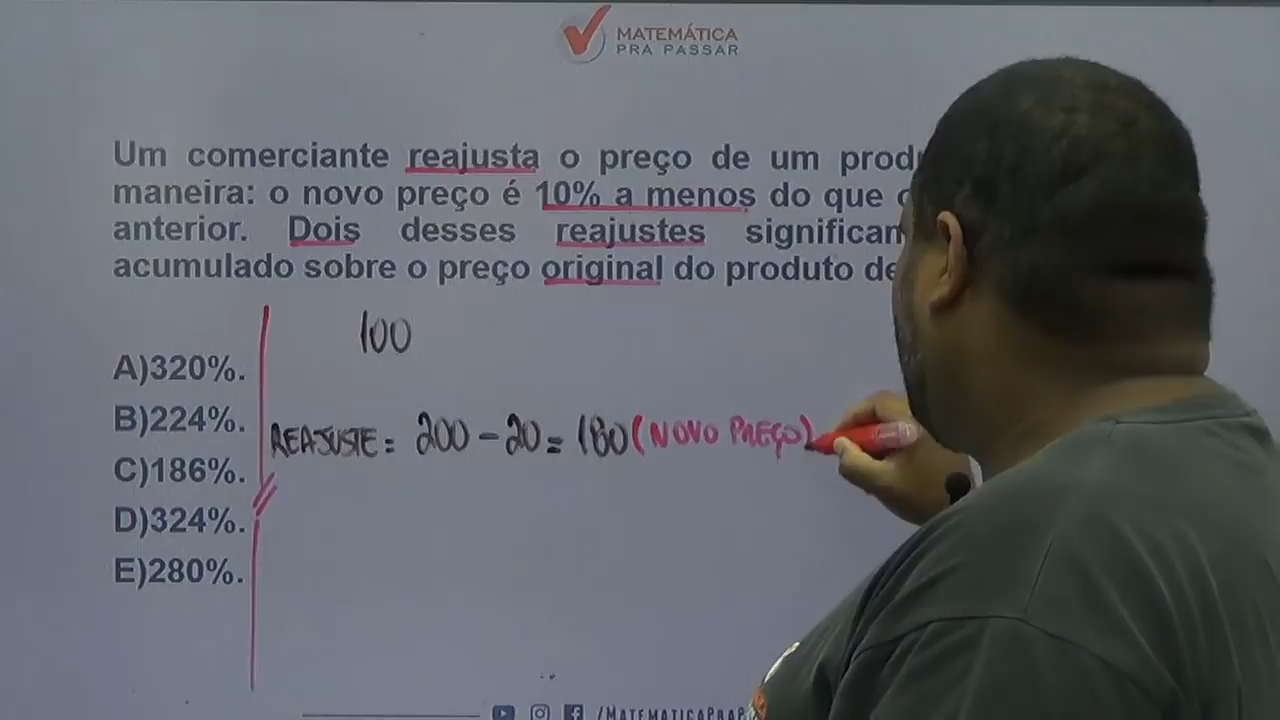 MATEMÁTICA
PRA PASSAR
Um comerciante reajusta o preço de um
maneira: o novo preço é 10% a menos do que
anterior. Dois desses reajustes significam
acumulado sobre o preço original do produto de
100
A)320%.
B)224%.
REAJUSTE = 200 - 20 = 180 (NOVO PREÇO)
C)186%.
D)324%.
E)280%.